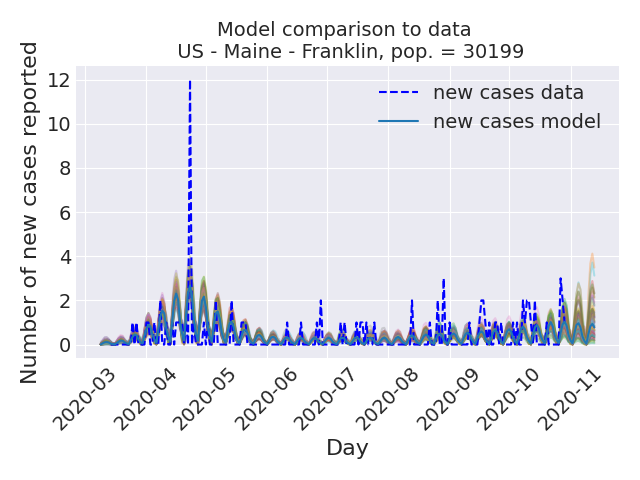 Model comparison to data
US - Maine - Franklin, pop. = 30199
Number of new cases reported
12
10
8
6
4
2
0
new cases data
new cases model
2020-03
2020-04
2020-05
2020-06
2020-07
2020-08
2020-09
2020-10
2020-11
Day